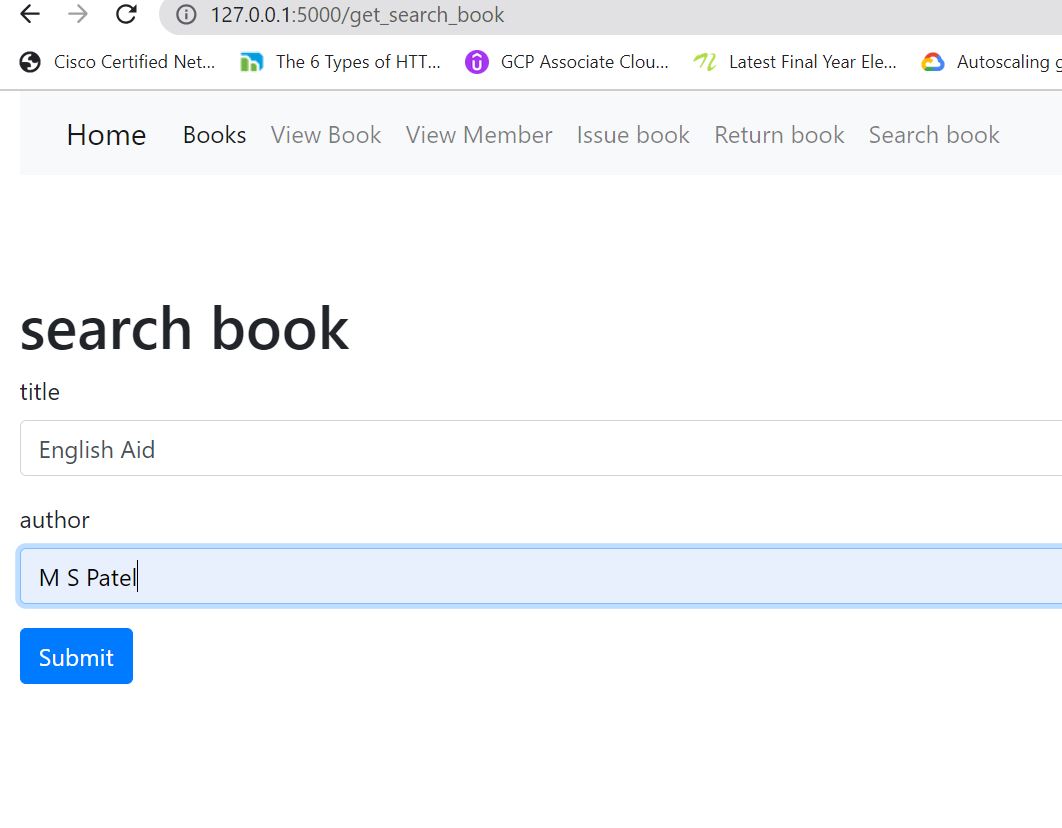 127.0.0.1:5000/get_search_book
Cisco Certified Net... The 6 Types of HTT... GCP Associate Clou... Latest Final Year Ele... Autoscaling g
Home Books View Book View Member Issue book Return book Search book
search book
title
English Aid
author
M S Patel
Submit